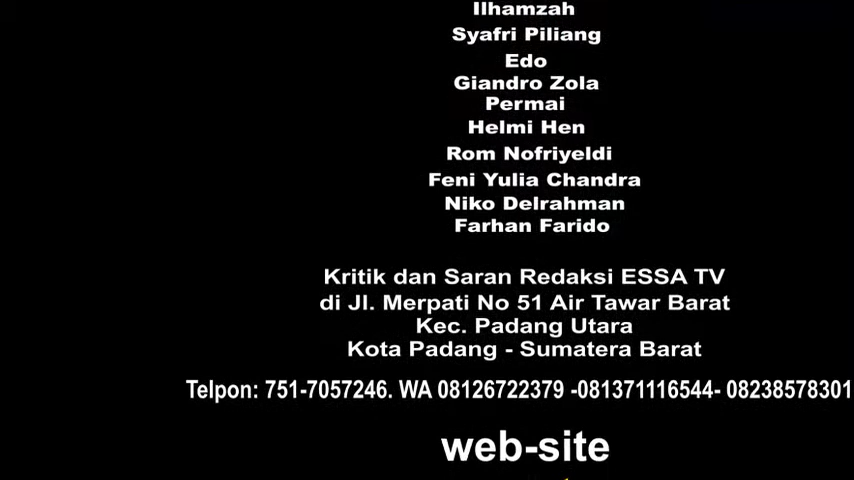 Ilhamzah
Syafri Piliang
Edo
Giandro Zola
Permai
Helmi Hen
Rom Nofriyeldi
Feni Yulia Chandra
Niko Delrahman
Farhan Farido
Kritik dan Saran Redaksi ESSA TV
di Jl. Merpati No 51 Air Tawar Barat
Kec. Padang Utara
Kota Padang - Sumatera Barat
Telpon: 751-7057246. WA 08126722379 -081371116544- 08238578301
web-site